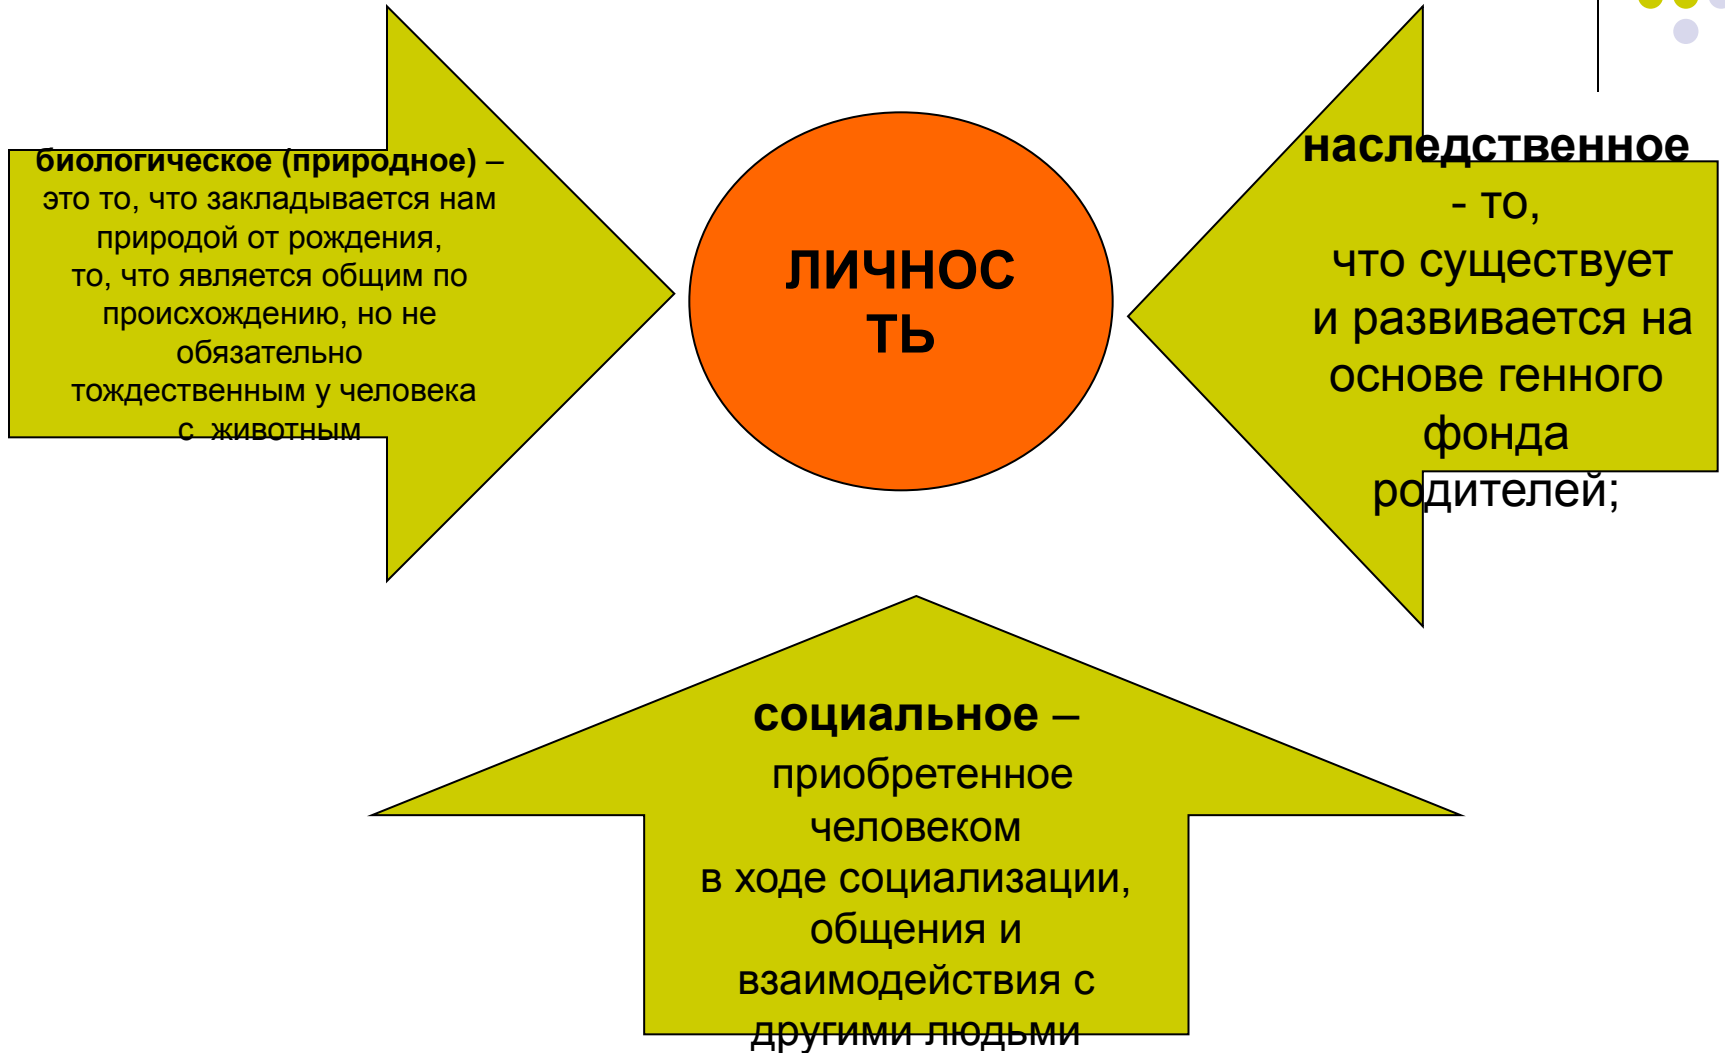 биологическое (природное) –
это то, что закладывается нам
природой от рождения,
то, что является общим по
происхождению, но не
обязательно
тождественным у человека
с животным
ЛИЧНОС
ТЬ
наследственное
- то,
что существует
и развивается на
основе генного
фонда
родителей;
социальное –
приобретенное
человеком
в ходе социализации,
общения и
взаимодействия с
другими людьми